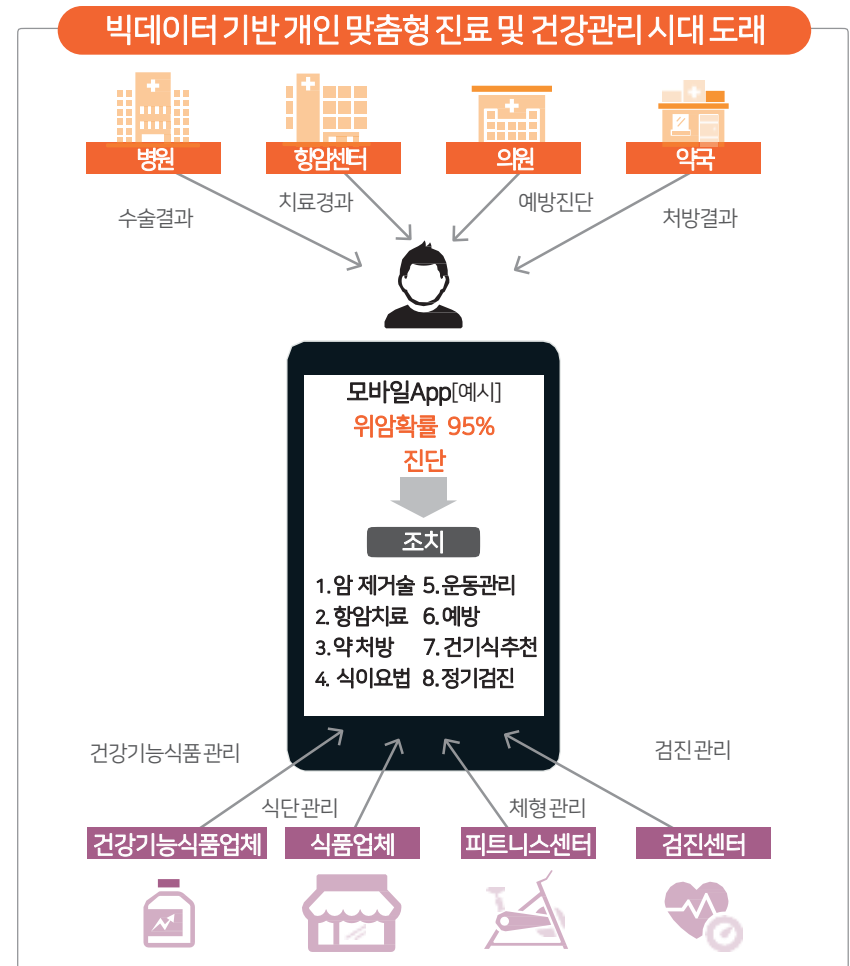 빅데이터 기반 개인 맞춤형 진료 및 건강관리 시대 도래
병원 항암센터 의원 약국
수술결과 치료경과 예방진단 처방결과
모바일App[예시]
위암확률 95%
진단
조치
1. 암 제거술 5. 운동관리
2. 항암치료 6. 예방
3. 약 처방 7. 건기식추천
4. 식이요법 8. 정기검진
건강기능식품 관리 검진 관리
식단 관리 체형 관리
건강기능식품업체 식품업체 피트니스센터 검진센터